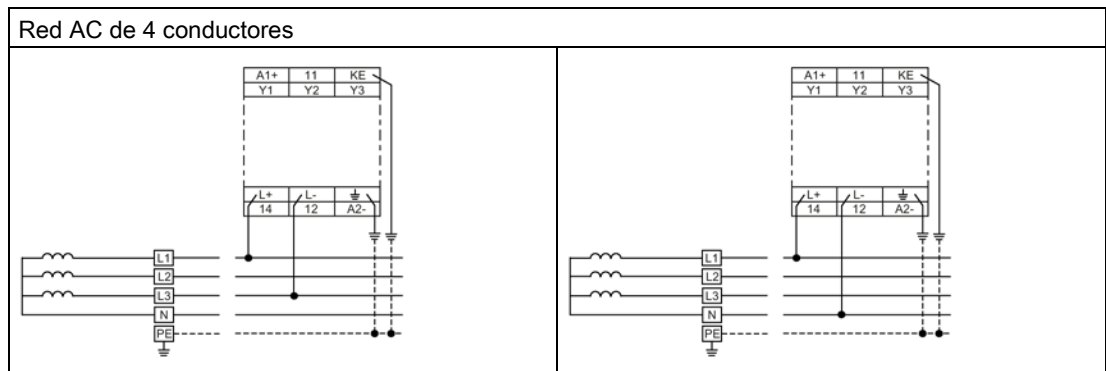 Red AC de 4 conductores
A1+ 11 KE
Y1 Y2 Y3
L+ L-
14 12 A2-
L1
L2
L3
N
PE
A1+ 11 KE
Y1 Y2 Y3
L+ L-
14 12 A2-
L1
L2
L3
N
PE